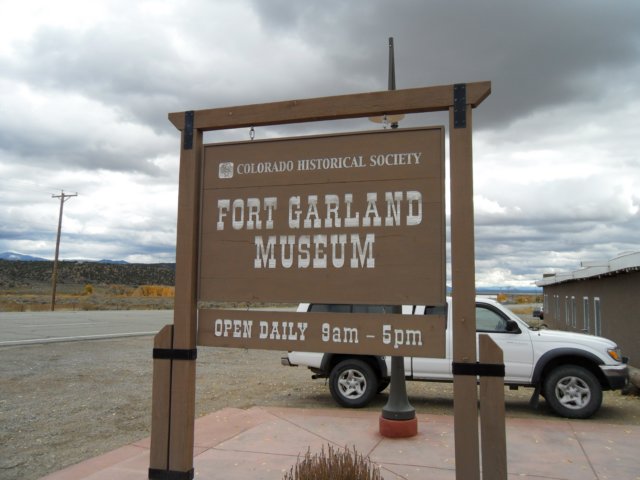 COLORADO HISTORICAL SOCIETY
FORT GARLAND
MUSEUM
OPEN DAILY 9am - 5pm